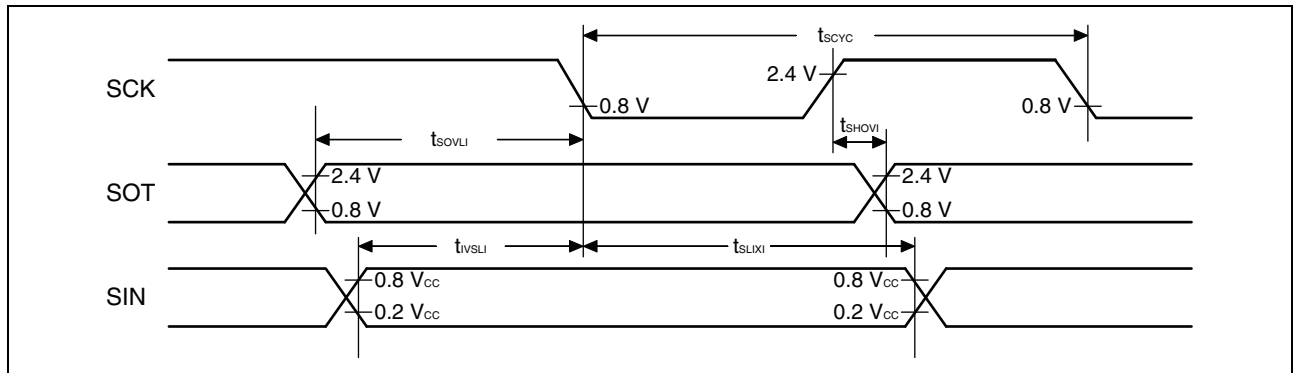 tSCYC
SCK
2.4 V
0.8 V
0.8 V
tSHOVI
tSOVLI
SOT
2.4 V
0.8 V
2.4 V
0.8 V
tIVSLI
tSLIXI
SIN
0.8 VCC
0.2 VCC
0.8 VCC
0.2 VCC